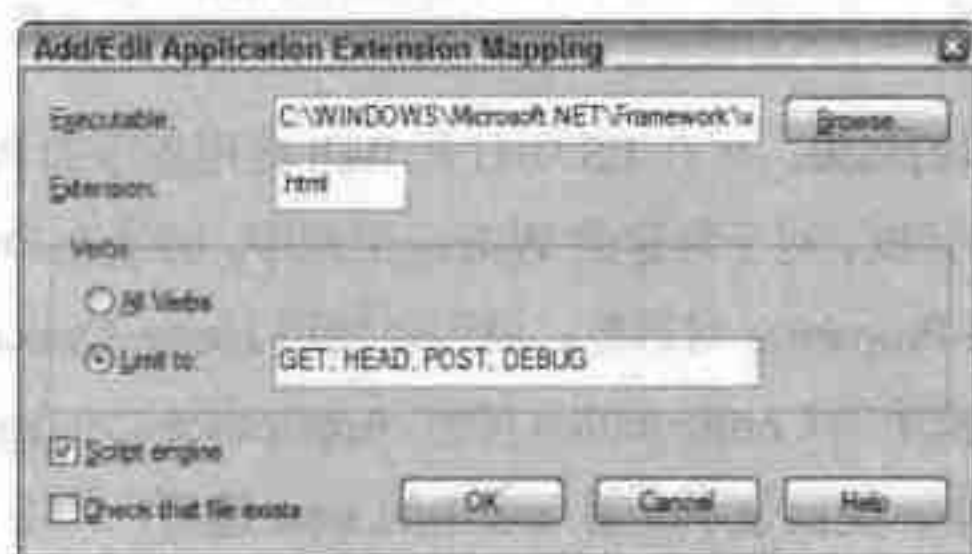 Add/Edit Application Extension Mapping
Executable:
C:\WINDOWS\Microsoft.NET\Framework\v
Browse...
Extension:
.html
Verbs
All Verbs
Limit to:
GET, HEAD, POST, DEBUG
Script engine
Check that file exists
OK
Cancel
Help